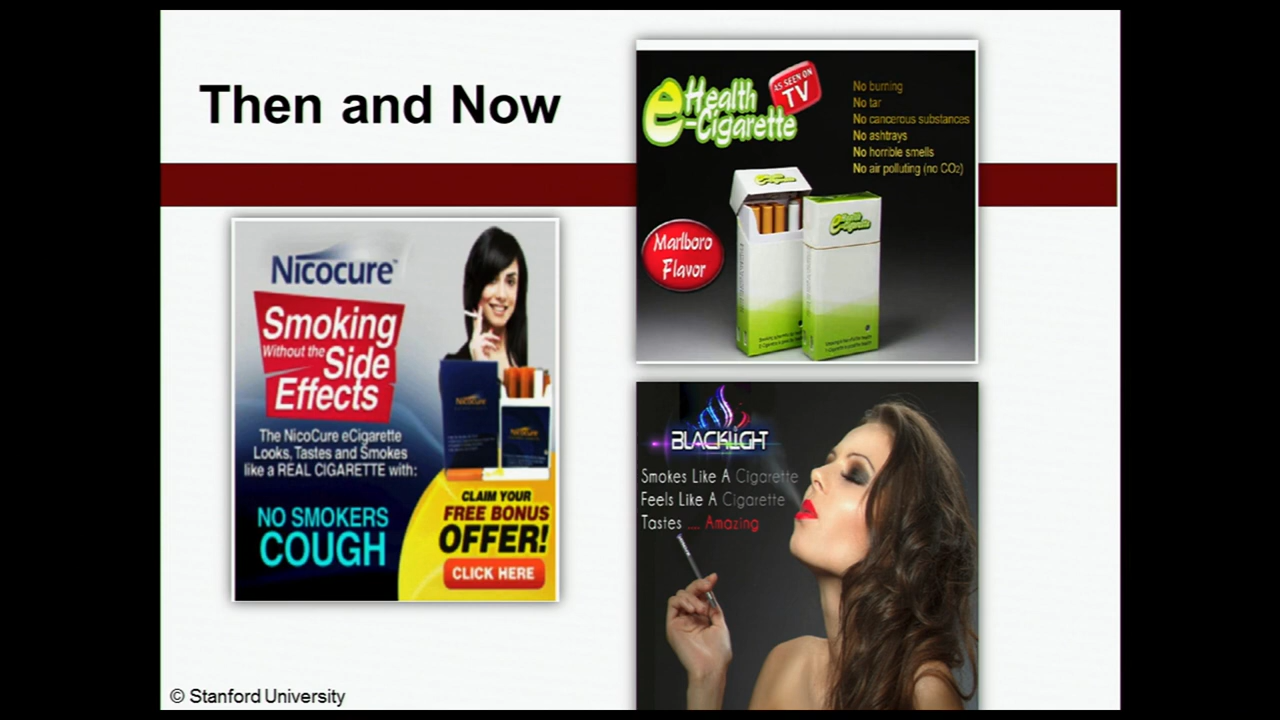 Then and Now
Nicocure™
Smoking
Without the Side
Effects
The NicoCure eCigarette
Looks, Tastes and Smokes
like a REAL CIGARETTE with:
NO SMOKERS
COUGH
NICOCURE
NICOCURE
CLAIM YOUR
FREE BONUS
OFFER!
CLICK HERE
e Health
-Cigarette
AS SEEN ON
TV
No burning
No tar
No cancerous substances
No ashtrays
No horrible smells
No air polluting (no CO2)
Marlboro
Flavor
BLACKLIGHT
Smokes Like A Cigarette
Feels Like A Cigarette
Tastes .... Amazing
© Stanford University